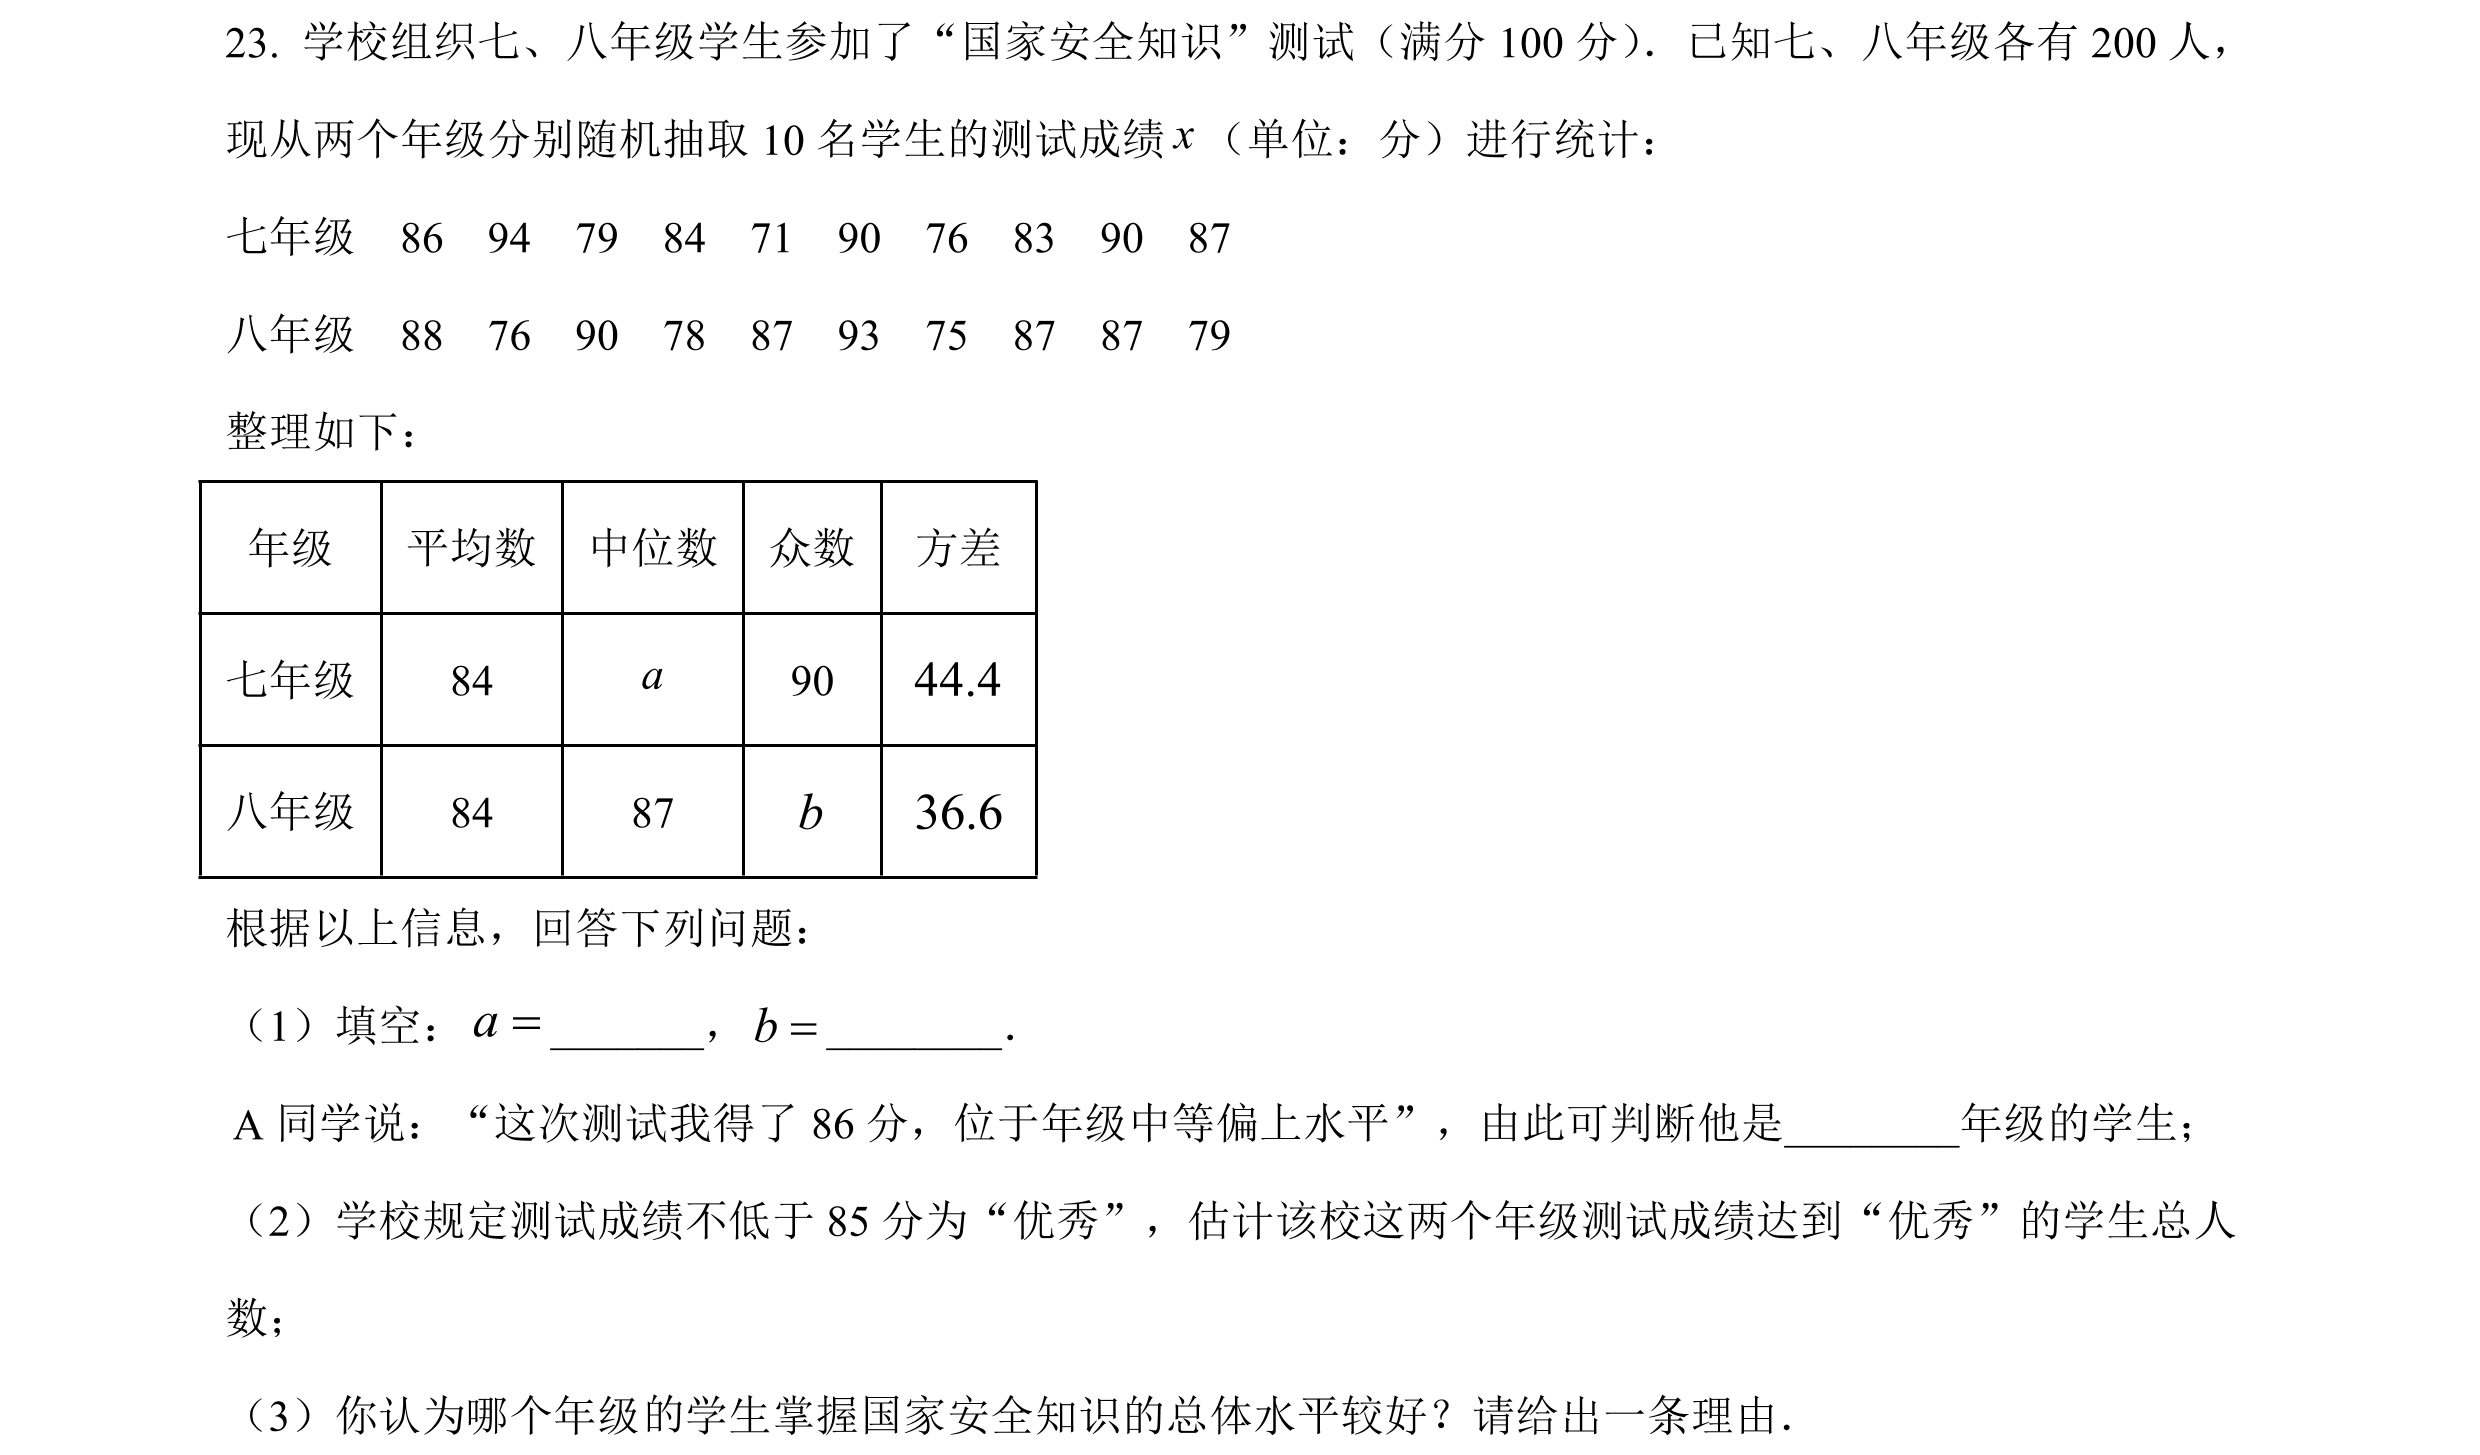 23. 学校组织七、八年级学生参加了“国家安全知识”测试（满分 100 分）．已知七、八年级各有 200 人，
现从两个年级分别随机抽取 10 名学生的测试成绩 x（单位：分）进行统计：
七年级 86 94 79 84 71 90 76 83 90 87
八年级 88 76 90 78 87 93 75 87 87 79
整理如下：
年级 平均数 中位数 众数 方差
七年级 84 a 90 44.4
八年级 84 87 b 36.6
根据以上信息，回答下列问题：
（1）填空：a = _______，b = ________．
A 同学说：“这次测试我得了 86 分，位于年级中等偏上水平”，由此可判断他是________年级的学生；
（2）学校规定测试成绩不低于 85 分为“优秀”，估计该校这两个年级测试成绩达到“优秀”的学生总人
数；
（3）你认为哪个年级的学生掌握国家安全知识的总体水平较好？请给出一条理由．